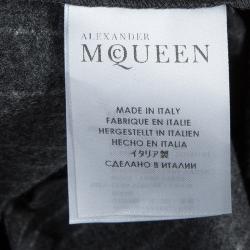 ALEXANDER
McQUEEN
MADE IN ITALY
FABRIQUE EN ITALIE
HERGESTELLT IN ITALIEN
HECHO EN ITALIA
イタリア製
СДЕЛАНО В ИТАЛИИ